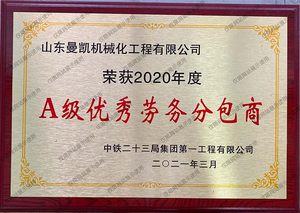 山东曼凯机械化工程有限公司
荣获2020年度
A级优秀劳务分包商
中铁二十三局集团第一工程有限公司
二〇二一年三月